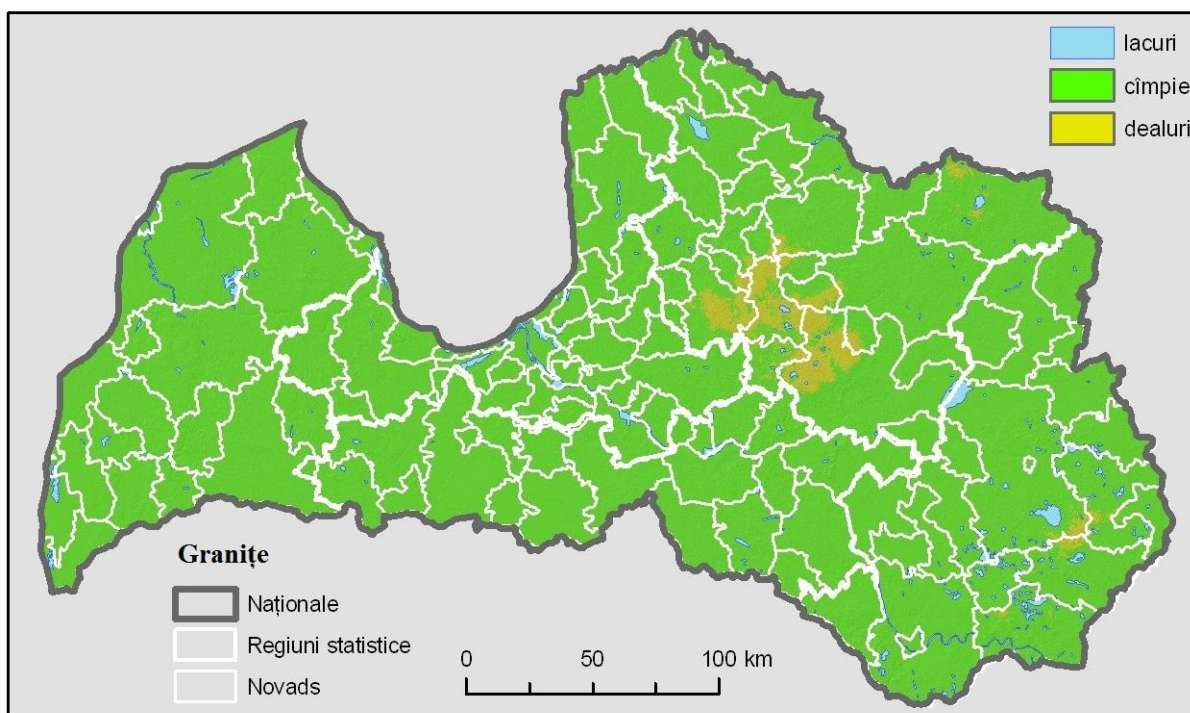 lacuri
cîmpie
dealuri
Granițe
Naționale
Regiuni statistice
Novads
0 50 100 km